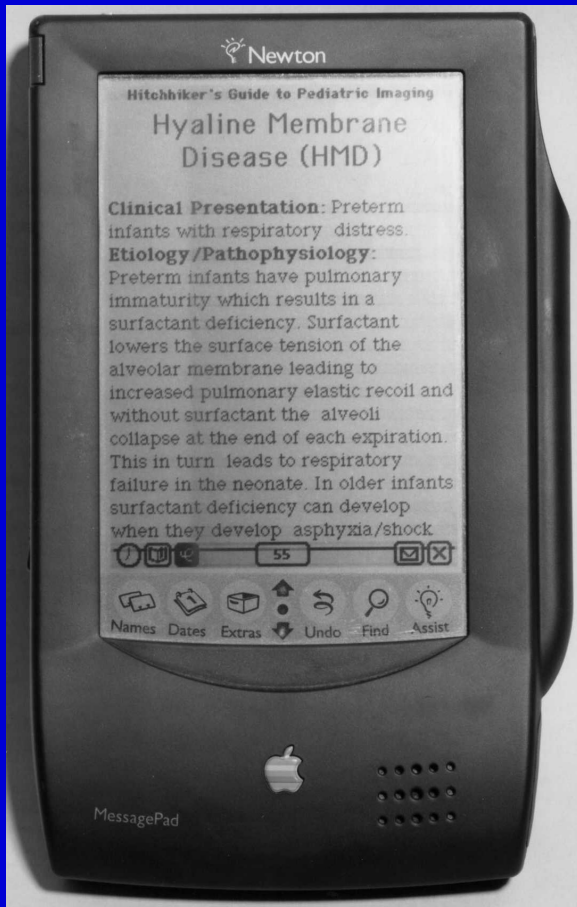 Newton
Hitchhiker's Guide to Pediatric Imaging
Hyaline Membrane
Disease (HMD)
Clinical Presentation: Preterm
infants with respiratory distress.
Etiology/Pathophysiology:
Preterm infants have pulmonary
immaturity which results in a
surfactant deficiency. Surfactant
lowers the surface tension of the
alveolar membrane leading to
increased pulmonary elastic recoil and
without surfactant the alveoli
collapse at the end of each expiration.
This in turn leads to respiratory
failure in the neonate. In older infants
surfactant deficiency can develop
when they develop asphyxia/shock
55
Names Dates Extras Undo Find Assist
MessagePad